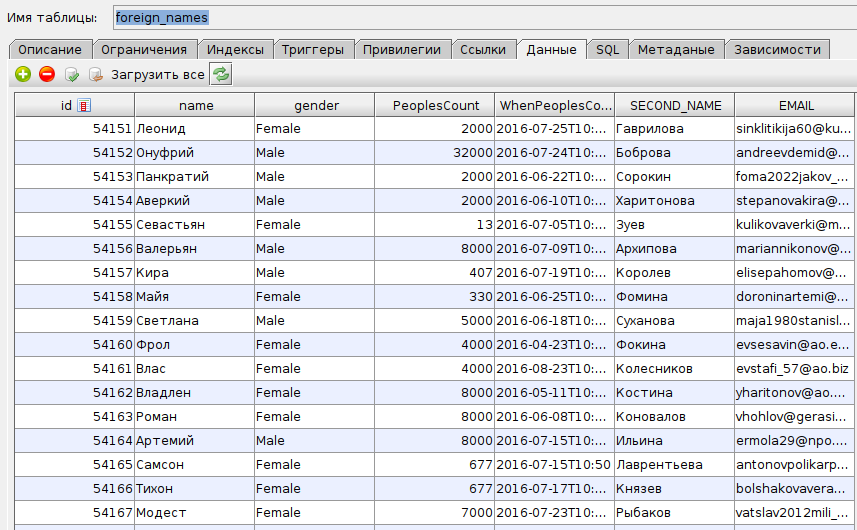 Имя таблицы: foreign_names
Описание Ограничения Индексы Триггеры Привилегии Ссылки Данные SQL Метаданые Зависимости
Загрузить все
id name gender PeoplesCount WhenPeoplesCo... SECOND_NAME EMAIL
54151 Леонид Female 2000 2016-07-25T10:... Гаврилова sinklitikija60@ku...
54152 Онуфрий Male 32000 2016-07-24T10:... Боброва andreevdemid@...
54153 Панкратий Male 2000 2016-06-22T10:... Сорокин foma2022jakov_...
54154 Аверкий Male 2000 2016-06-10T10:... Харитонова stepanovakira@...
54155 Севастьян Female 13 2016-07-05T10:... Зуев kulikovaverki@m...
54156 Валерьян Male 8000 2016-07-09T10:... Архипова mariannikonov@...
54157 Кира Male 407 2016-07-19T10:... Королев elisepahomov@...
54158 Майя Female 330 2016-06-25T10:... Фомина doroninartemi@...
54159 Светлана Male 5000 2016-06-18T10:... Суханова maja1980stanisl...
54160 Фрол Female 4000 2016-04-23T10:... Фокина evsesavin@ao.e...
54161 Влас Female 4000 2016-08-23T10:... Колесников evstafi_57@ao.biz
54162 Владлен Female 8000 2016-05-11T10:... Костина yharitonov@ao....
54163 Роман Female 8000 2016-06-08T10:... Коновалов vhohlov@gerasi...
54164 Артемий Male 8000 2016-07-15T10:... Ильина ermola29@npo....
54165 Самсон Female 677 2016-07-15T10:50 Лаврентьева antonovpolikarp...
54166 Тихон Female 677 2016-07-17T10:... Князев bolshakovavera...
54167 Модест Female 7000 2016-07-23T10:... Рыбаков vatslav2012mili_...